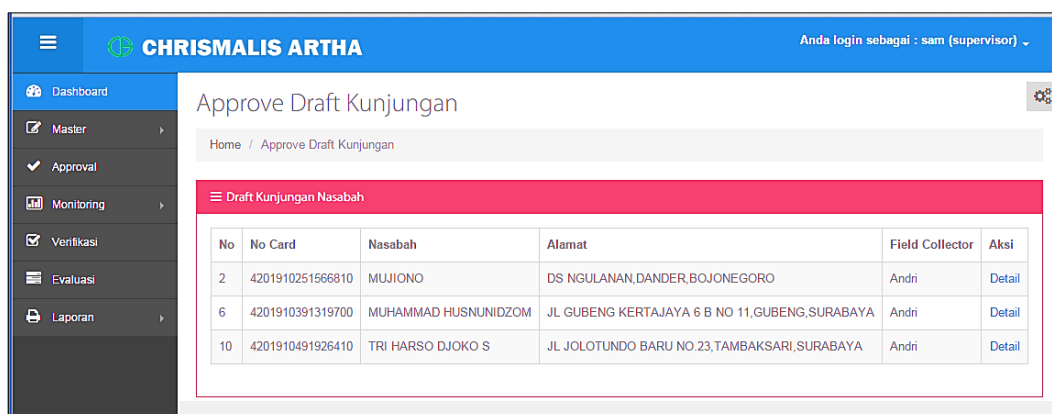 CHRISMALIS ARTHA
Anda login sebagai : sam (supervisor)
Dashboard
Master
Approval
Monitoring
Verifikasi
Evaluasi
Laporan
Approve Draft Kunjungan
Home / Approve Draft Kunjungan
Draft Kunjungan Nasabah
No No Card Nasabah Alamat Field Collector Aksi
2 4201910251566810 MUJIONO DS NGULANAN,DANDER,BOJONEGORO Andri Detail
6 4201910391319700 MUHAMMAD HUSNUNIDZOM JL GUBENG KERTAJAYA 6 B NO 11,GUBENG,SURABAYA Andri Detail
10 4201910491926410 TRI HARSO DJOKO S JL JOLOTUNDO BARU NO.23,TAMBAKSARI,SURABAYA Andri Detail